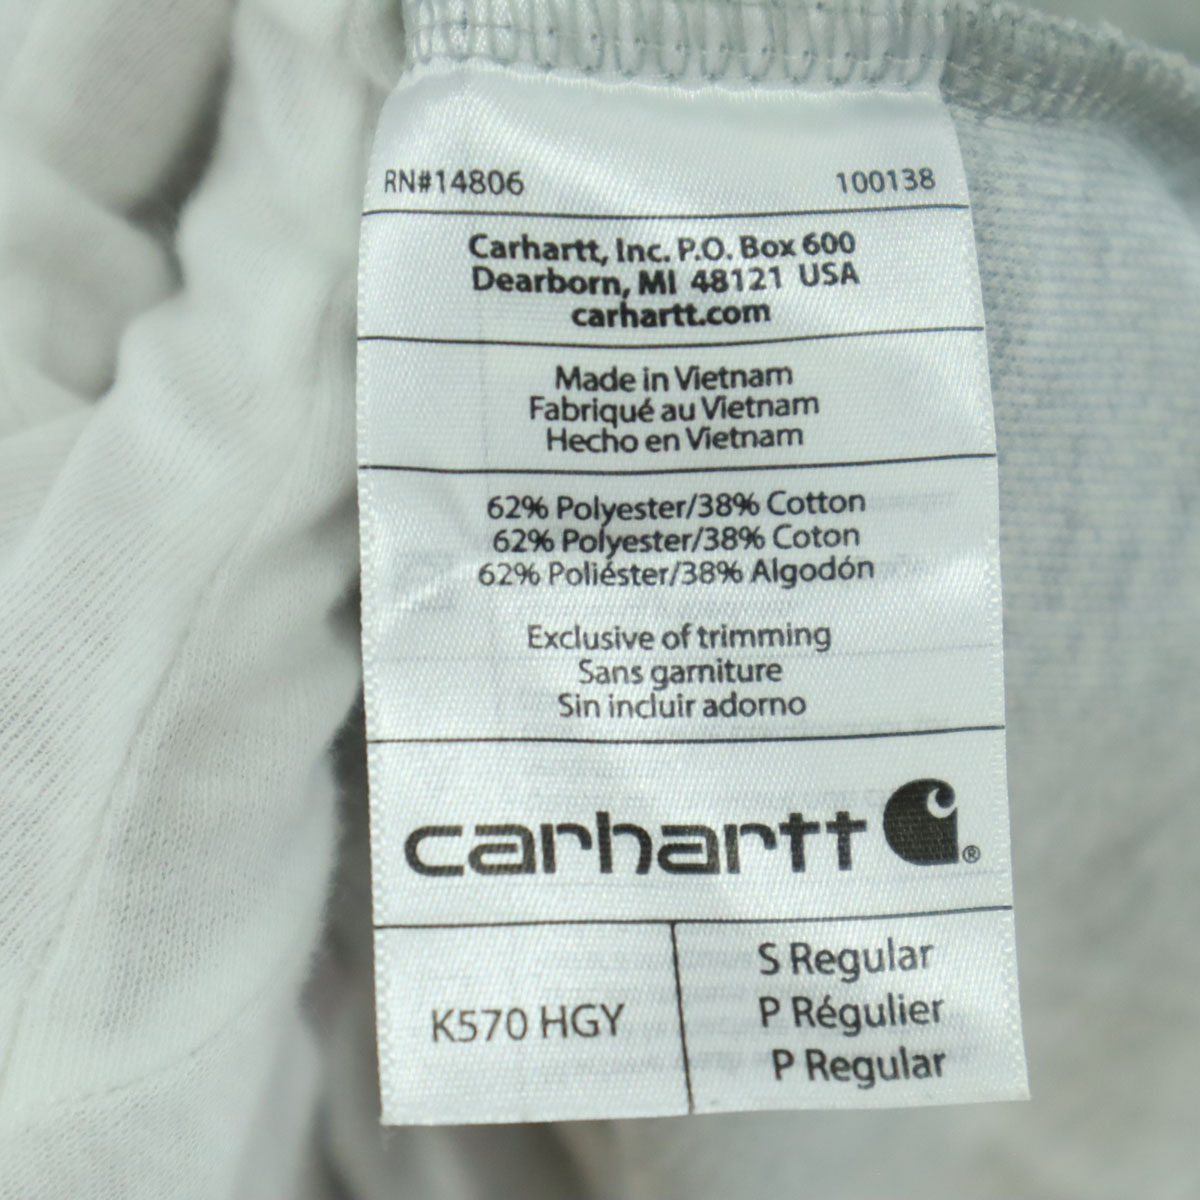 RN#14806 100138
Carhartt, Inc. P.O. Box 600
Dearborn, MI 48121 USA
carhartt.com
Made in Vietnam
Fabriqué au Vietnam
Hecho en Vietnam
62% Polyester/38% Cotton
62% Polyester/38% Coton
62% Poliéster/38% Algodón
Exclusive of trimming
Sans garniture
Sin incluir adorno
carhartt ®
K570 HGY
S Regular
P Régulier
P Regular